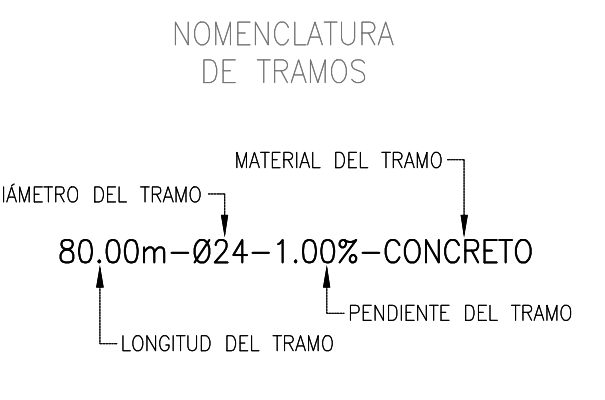 NOMENCLATURA
DE TRAMOS
MATERIAL DEL TRAMO
IÁMETRO DEL TRAMO
80.00m-Ø24-1.00%-CONCRETO
PENDIENTE DEL TRAMO
LONGITUD DEL TRAMO